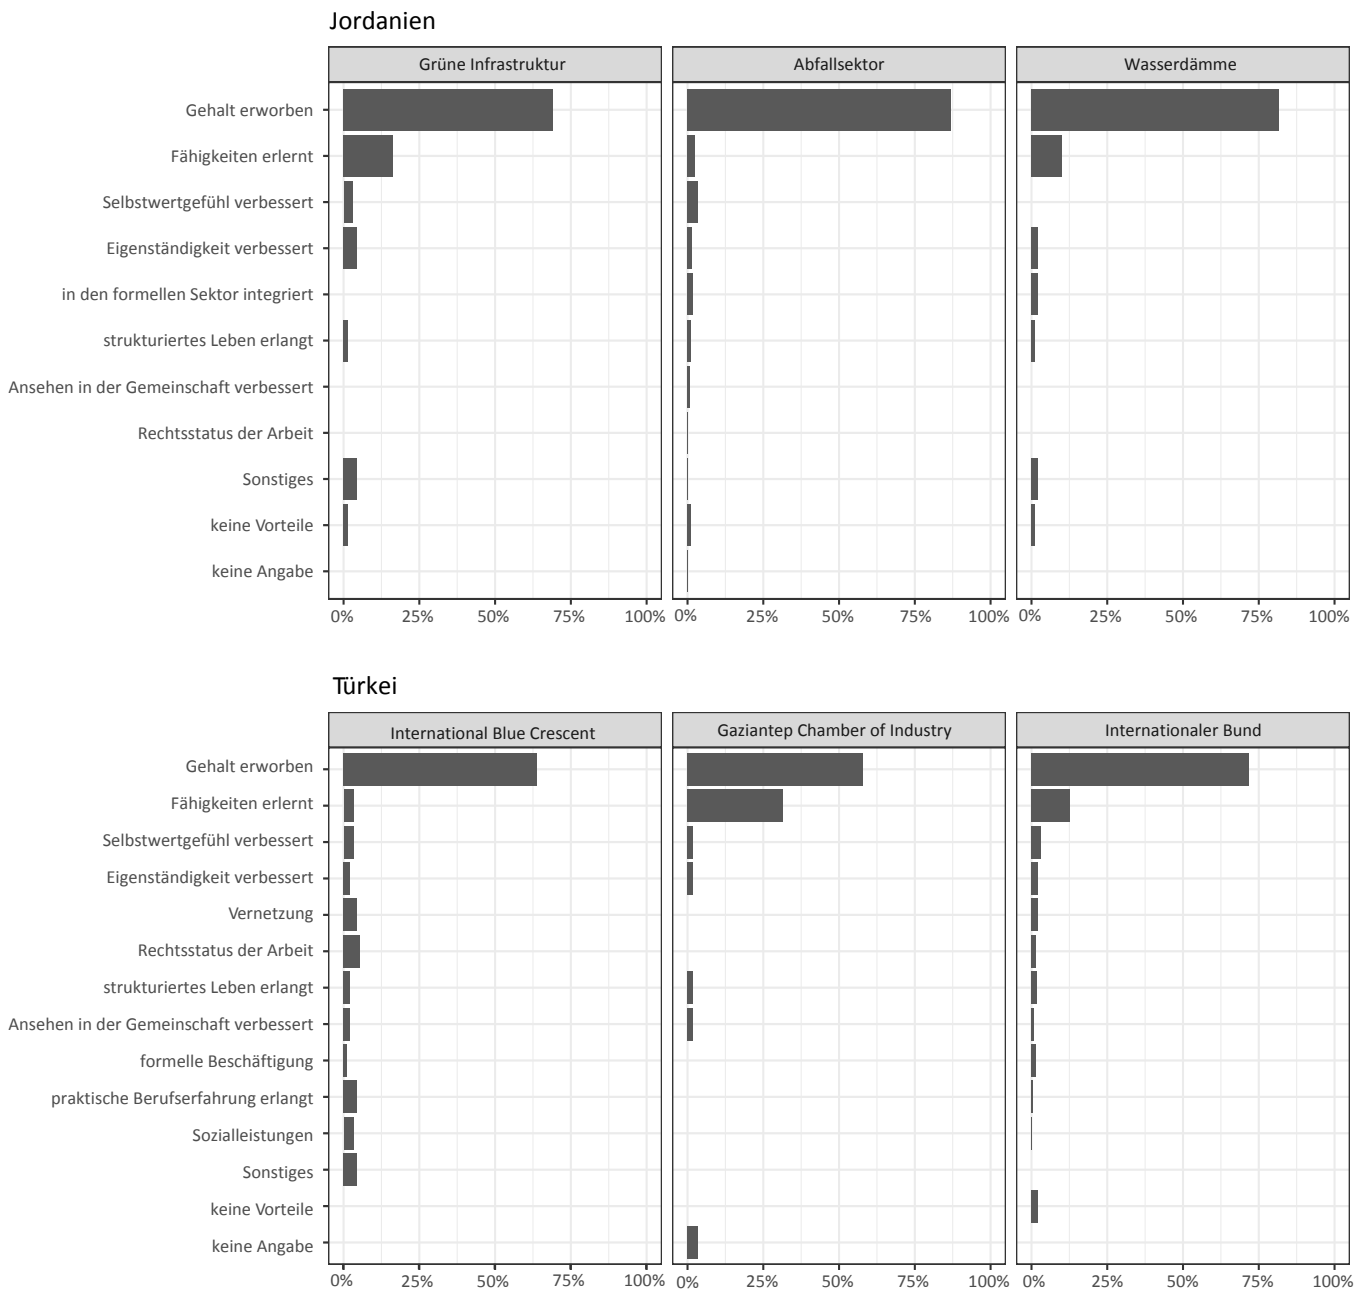 Jordanien
Grüne Infrastruktur Abfallsektor Wasserdämme
Gehalt erworben
Fähigkeiten erlernt
Selbstwertgefühl verbessert
Eigenständigkeit verbessert
in den formellen Sektor integriert
strukturiertes Leben erlangt
Ansehen in der Gemeinschaft verbessert
Rechtsstatus der Arbeit
Sonstiges
keine Vorteile
keine Angabe
0% 25% 50% 75% 100% 0% 25% 50% 75% 100% 0% 25% 50% 75% 100%
Türkei
International Blue Crescent Gaziantep Chamber of Industry Internationaler Bund
Gehalt erworben
Fähigkeiten erlernt
Selbstwertgefühl verbessert
Eigenständigkeit verbessert
Vernetzung
Rechtsstatus der Arbeit
strukturiertes Leben erlangt
Ansehen in der Gemeinschaft verbessert
formelle Beschäftigung
praktische Berufserfahrung erlangt
Sozialleistungen
Sonstiges
keine Vorteile
keine Angabe
0% 25% 50% 75% 100% 0% 25% 50% 75% 100% 0% 25% 50% 75% 100%